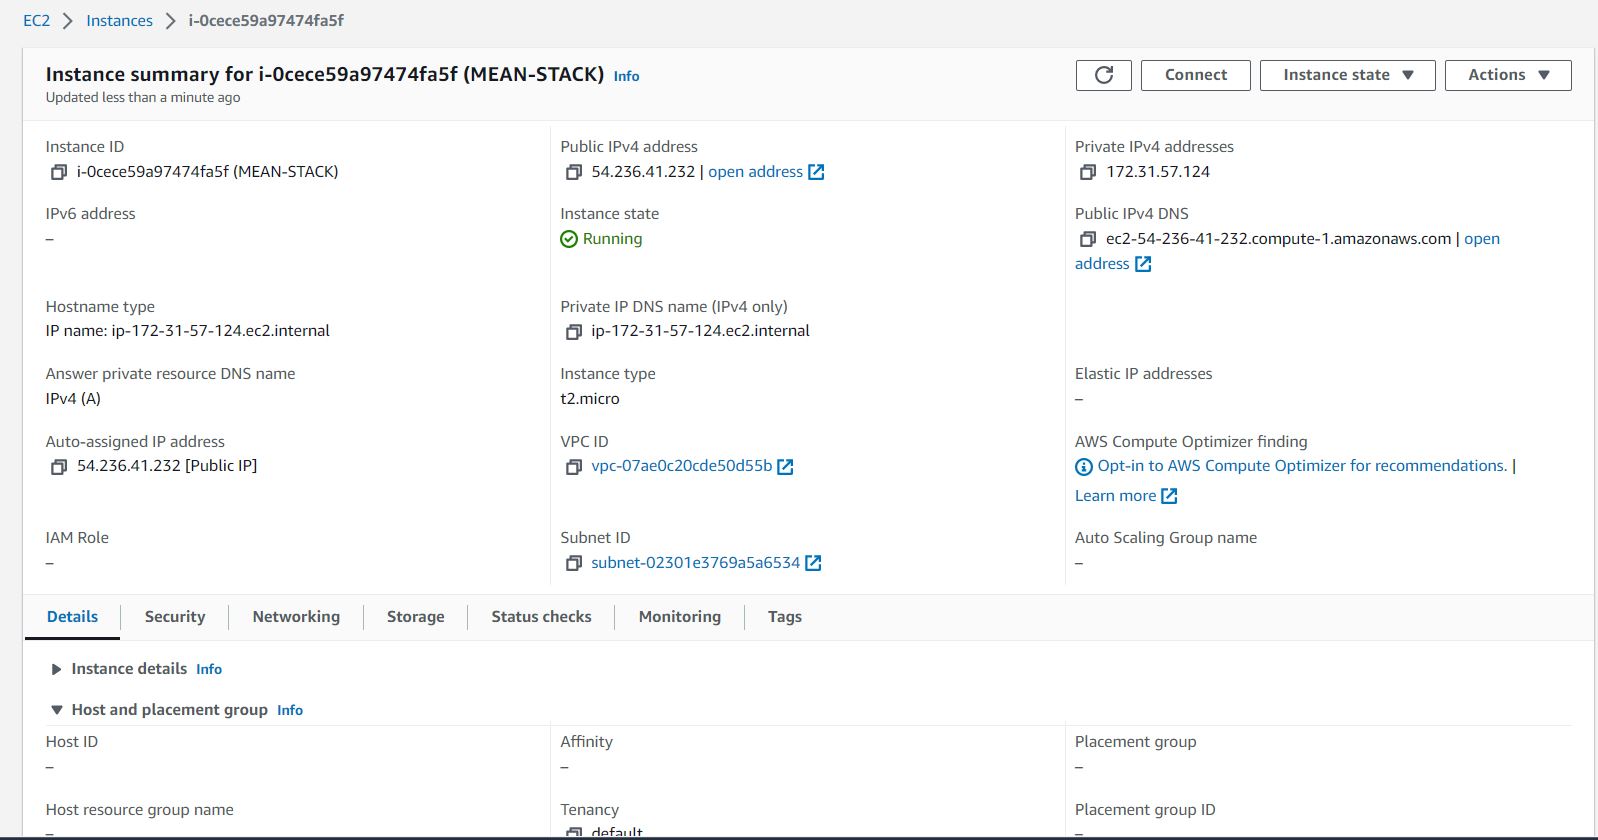 EC2 > Instances > i-0cece59a97474fa5f
Instance summary for i-0cece59a97474fa5f (MEAN-STACK) Info
Updated less than a minute ago
Connect
Instance state
Actions
Instance ID
i-0cece59a97474fa5f (MEAN-STACK)
Public IPv4 address
54.236.41.232 | open address
Private IPv4 addresses
172.31.57.124
IPv6 address
–
Instance state
Running
Public IPv4 DNS
ec2-54-236-41-232.compute-1.amazonaws.com | open
address
Hostname type
IP name: ip-172-31-57-124.ec2.internal
Private IP DNS name (IPv4 only)
ip-172-31-57-124.ec2.internal
Answer private resource DNS name
IPv4 (A)
Instance type
t2.micro
Elastic IP addresses
–
Auto-assigned IP address
54.236.41.232 [Public IP]
VPC ID
vpc-07ae0c20cde50d55b
AWS Compute Optimizer finding
Opt-in to AWS Compute Optimizer for recommendations. |
Learn more
IAM Role
–
Subnet ID
subnet-02301e3769a5a6534
Auto Scaling Group name
–
Details
Security
Networking
Storage
Status checks
Monitoring
Tags
Instance details Info
Host and placement group Info
Host ID
–
Affinity
–
Placement group
–
Host resource group name
–
Tenancy
default
Placement group ID
–